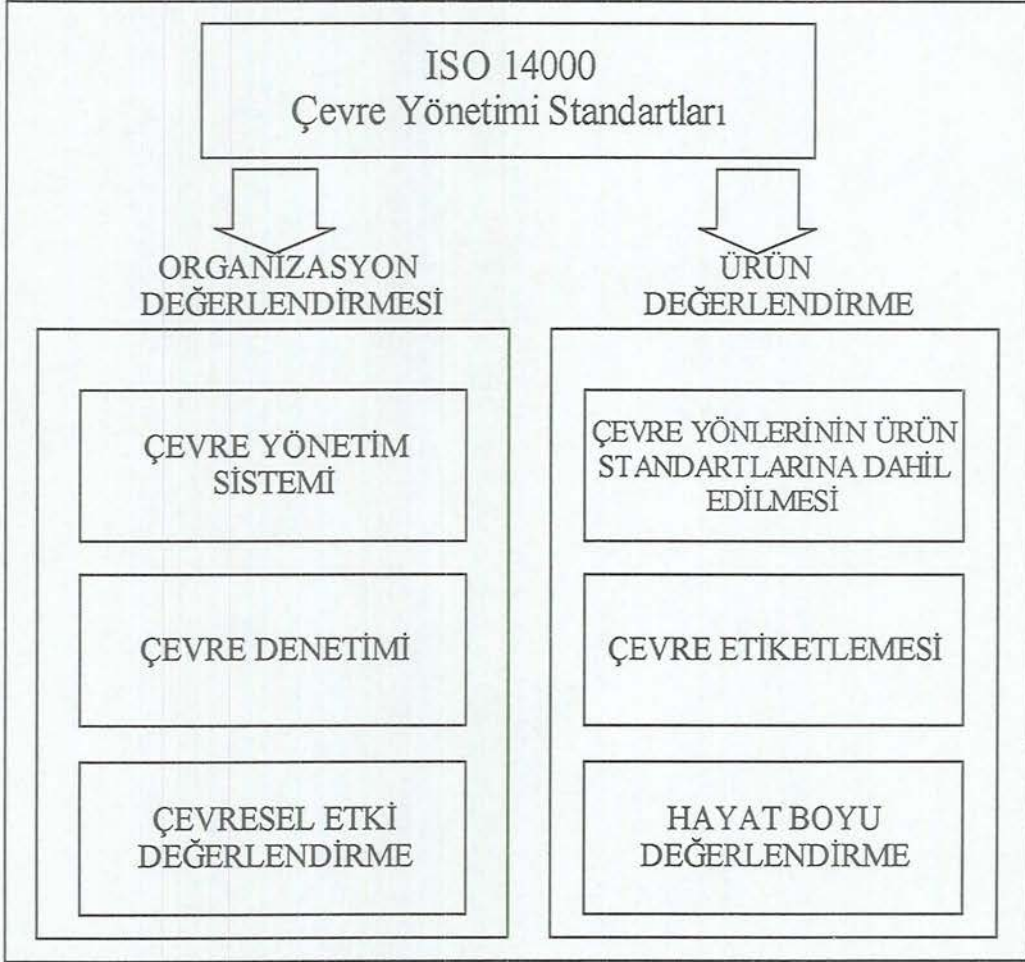 ISO 14000
Çevre Yönetimi Standartları
ORGANİZASYON
DEĞERLENDİRMESİ
ÇEVRE YÖNETİM
SİSTEMİ
ÇEVRE DENETİMİ
ÇEVRESEL ETKİ
DEĞERLENDİRME
ÜRÜN
DEĞERLENDİRME
ÇEVRE YÖNLERİNİN ÜRÜN
STANDARTLARINA DAHİL
EDİLMESİ
ÇEVRE ETİKETLEMESİ
HAYAT BOYU
DEĞERLENDİRME